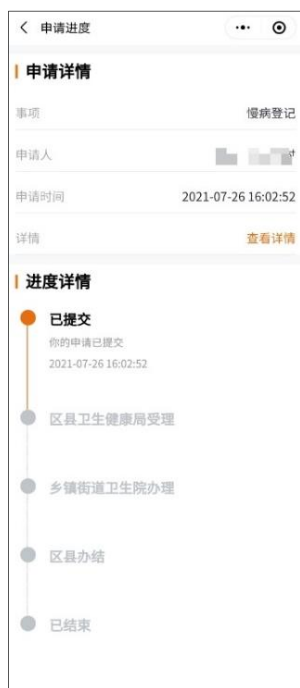 申请进度
申请详情
事项 慢病登记
申请人
申请时间 2021-07-26 16:02:52
详情 查看详情
进度详情
已提交
你的申请已提交
2021-07-26 16:02:52
区县卫生健康局受理
乡镇街道卫生院办理
区县办结
已结束